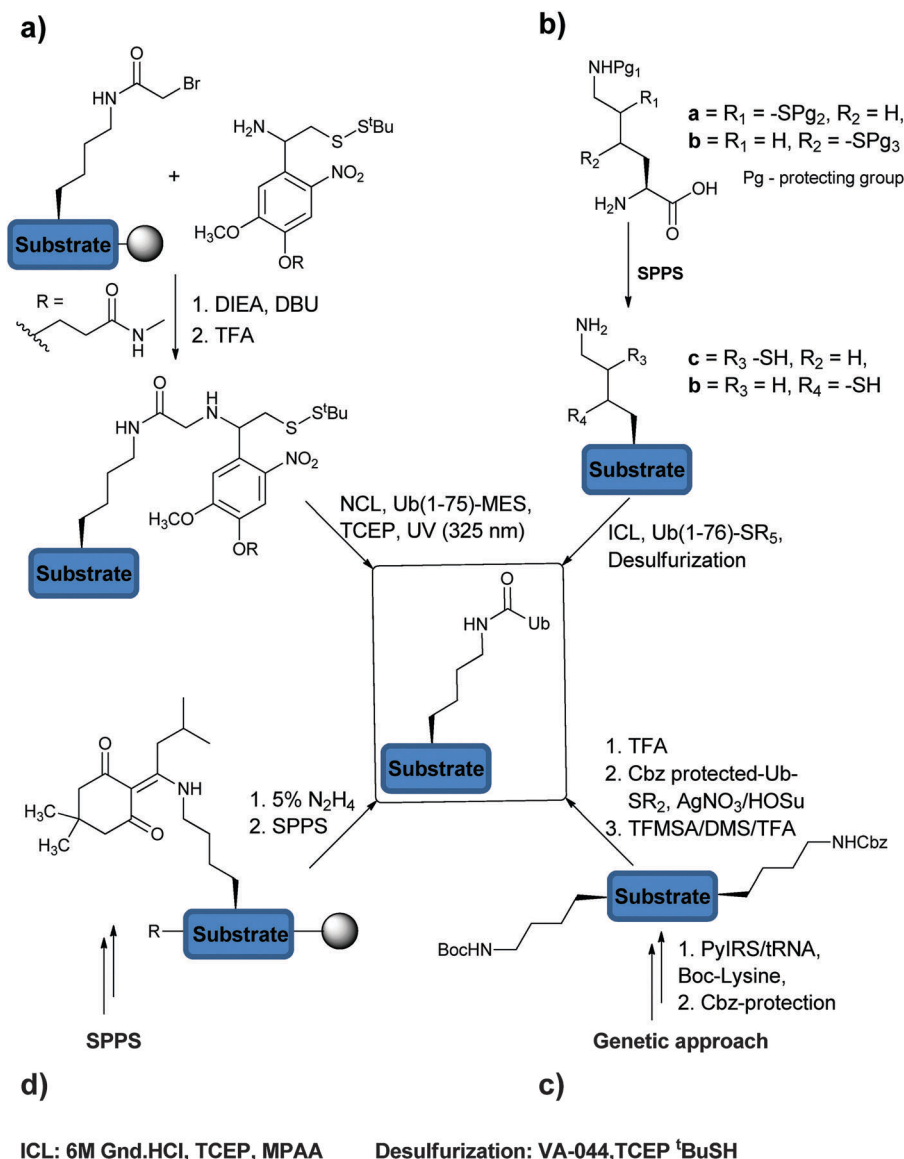 a)
O
Br
HN
H₂N
S
S
ᵗBu
NO₂
H₃CO
OR
+
Substrate
R =
O
N
H
1. DIEA, DBU
2. TFA
O
H
N
HN
S
S
ᵗBu
NO₂
H₃CO
OR
Substrate
NCL, Ub(1-75)-MES,
TCEP, UV (325 nm)
b)
NHPg₁
R₁
R₂
H₂N
OH
O
a = R₁ = -SPg₂, R₂ = H,
b = R₁ = H, R₂ = -SPg₃
Pg - protecting group
SPPS
NH₂
R₃
R₄
c = R₃ -SH, R₂ = H,
b = R₃ = H, R₄ = -SH
Substrate
ICL, Ub(1-76)-SR₅,
Desulfurization
O
HN
Ub
Substrate
O
NH
H₃C
H₃C
O
1. 5% N₂H₄
2. SPPS
R
Substrate
SPPS
d)
1. TFA
2. Cbz protected-Ub-
SR₂, AgNO₃/HOSu
3. TFMSA/DMS/TFA
NHCbz
Substrate
BocHN
1. PyIRS/tRNA,
Boc-Lysine,
2. Cbz-protection
Genetic approach
c)
ICL: 6M Gnd.HCl, TCEP, MPAA
Desulfurization: VA-044,TCEP ᵗBuSH